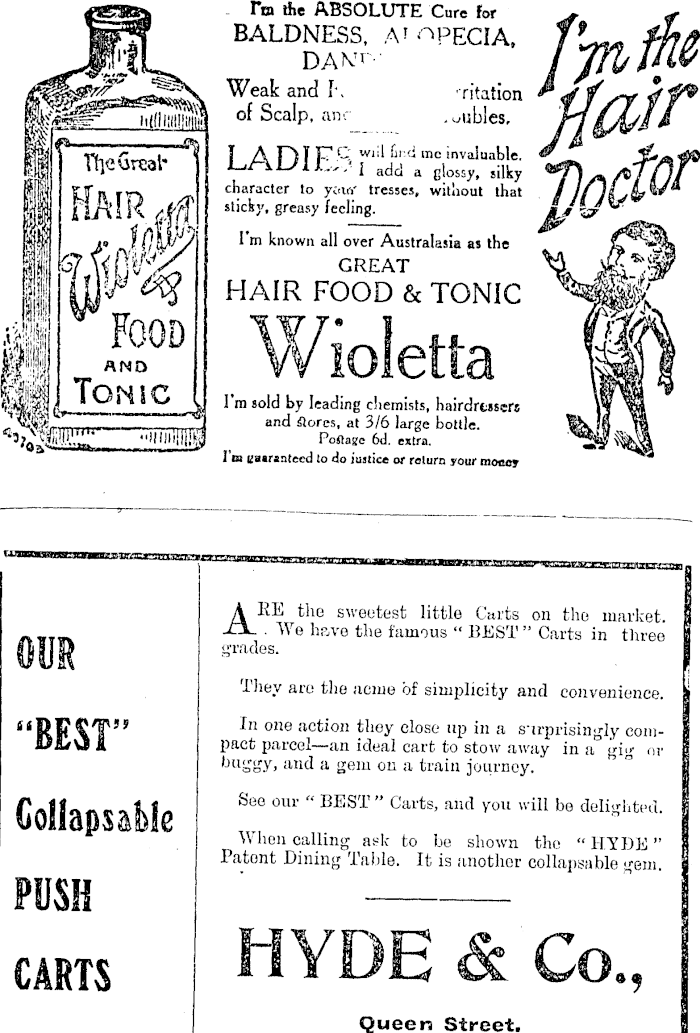 The Great
HAIR
Wioletta
FOOD
AND
TONIC
I'm the ABSOLUTE Cure for
BALDNESS, ALOPECIA,
Weak and
of Scalp,
LADIES will find me invaluable.
I add a glossy, silky
character to your tresses, without that
sticky, greasy feeling.
I'm known all over Australasia as the
GREAT
HAIR FOOD & TONIC
Wioletta
I'm sold by leading chemists, hairdressers
and stores, at 3/6 large bottle.
Postage 6d. extra.
I'm guaranteed to do justice or return your money
I'm the
Hair
Doctor
OUR
"BEST"
Collapsable
PUSH
CARTS
ARE the sweetest little Carts on the market.
We have the famous "BEST" Carts in three
grades.
They are the acme of simplicity and convenience.
In one action they close up in a surprisingly com-
pact parcel—an ideal cart to stow away in a gig or
buggy, and a gem on a train journey.
See our "BEST" Carts, and you will be delighted.
When calling ask to be shown the "HYDE"
Patent Dining Table. It is another collapsable gem.
HYDE & Co.,
Queen Street.